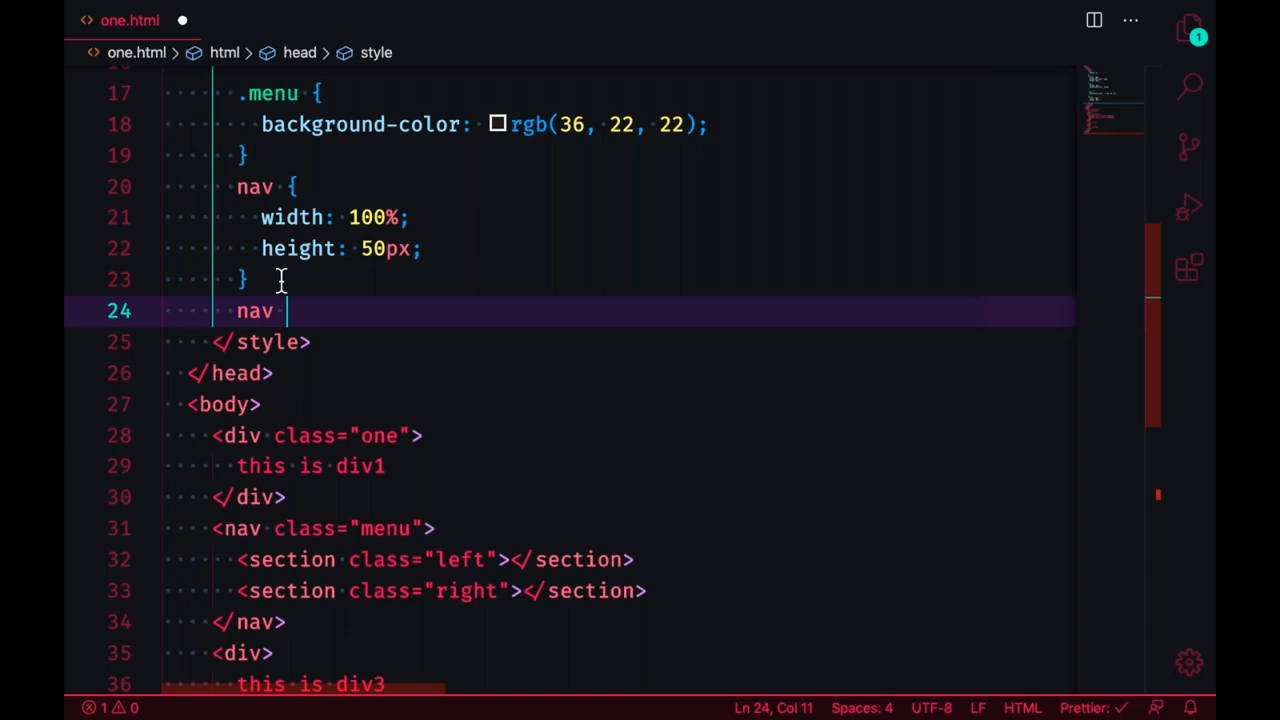 one.html
one.html > html > head > style
1
17 .menu {
18 background-color: rgb(36, 22, 22);
19 }
20 nav {
21 width: 100%;
22 height: 50px;
23 }
24 nav
25 </style>
26 </head>
27 <body>
28 <div class="one">
29 this is div1
30 </div>
31 <nav class="menu">
32 <section class="left"></section>
33 <section class="right"></section>
34 </nav>
35 <div>
36 this is div3
1 0 Ln 24, Col 11 Spaces: 4 UTF-8 LF HTML Prettier: ✓